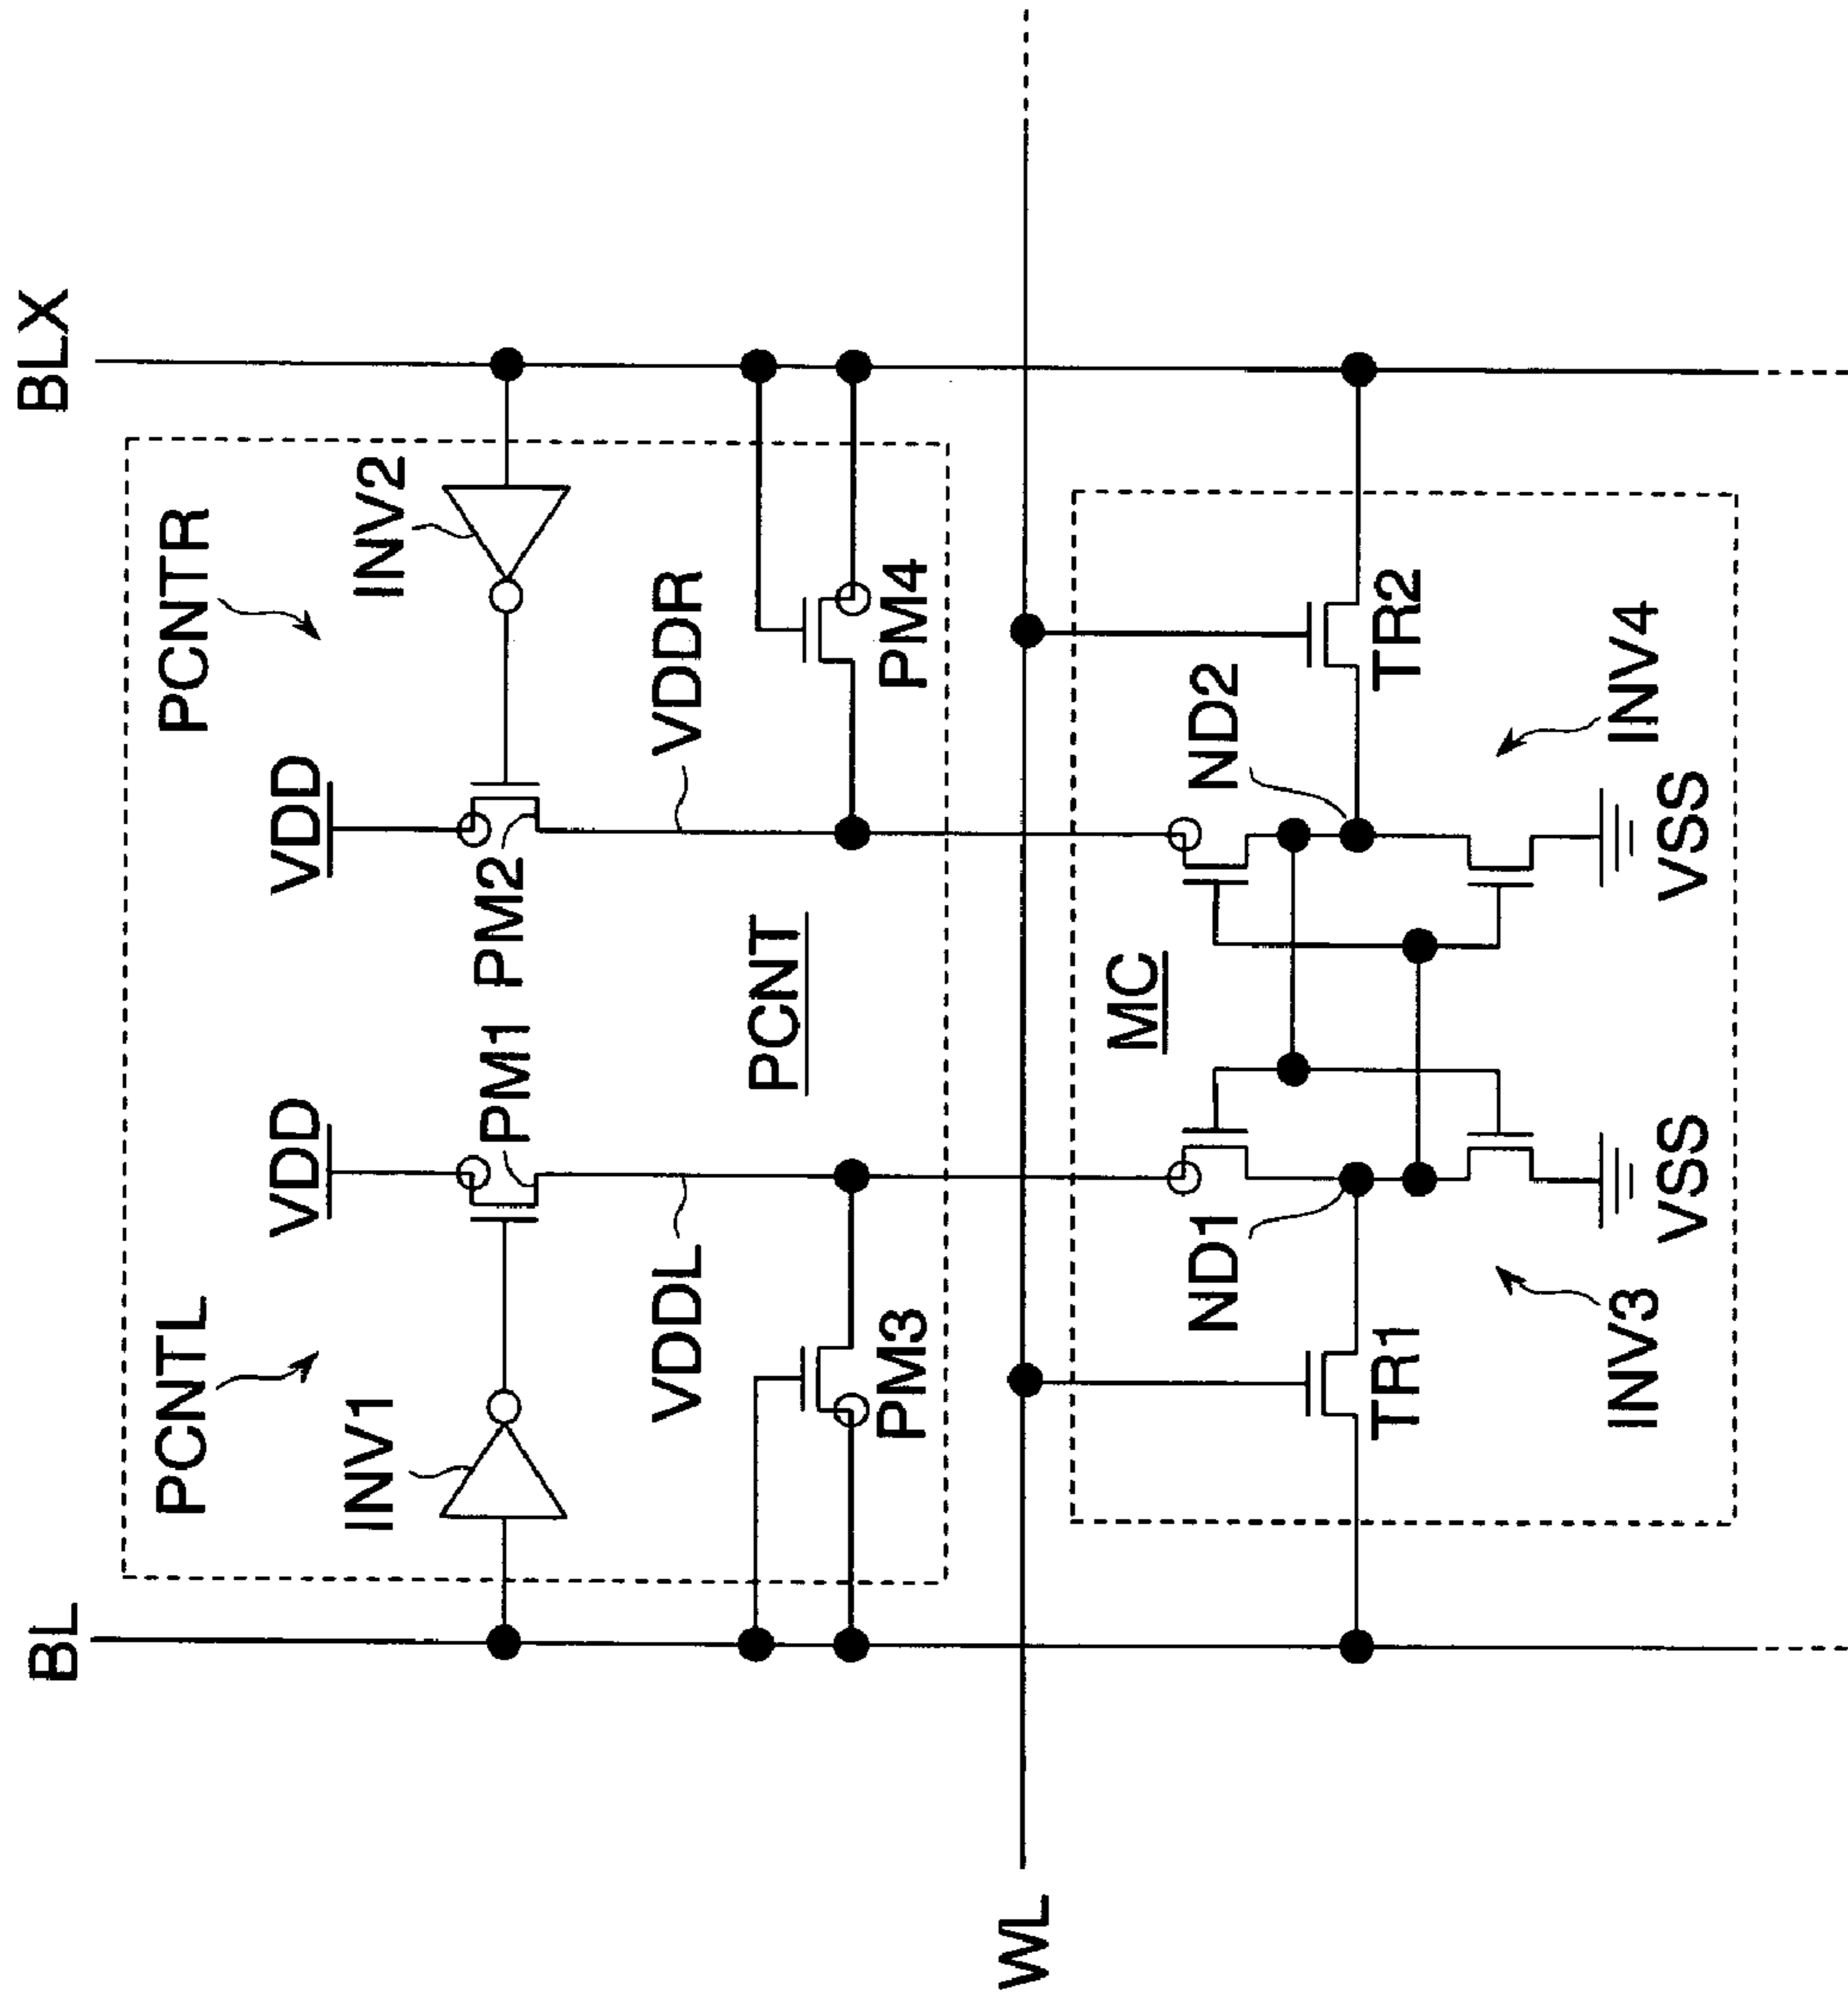 BL
BLX
PCNTL
PCNTR
VDD
VDD
INV1
INV2
PM1
PM2
VDDL
VDDR
PCNT
PM3
PM4
WL
MC
ND1
ND2
TR1
TR2
INV3
INV4
VSS
VSS